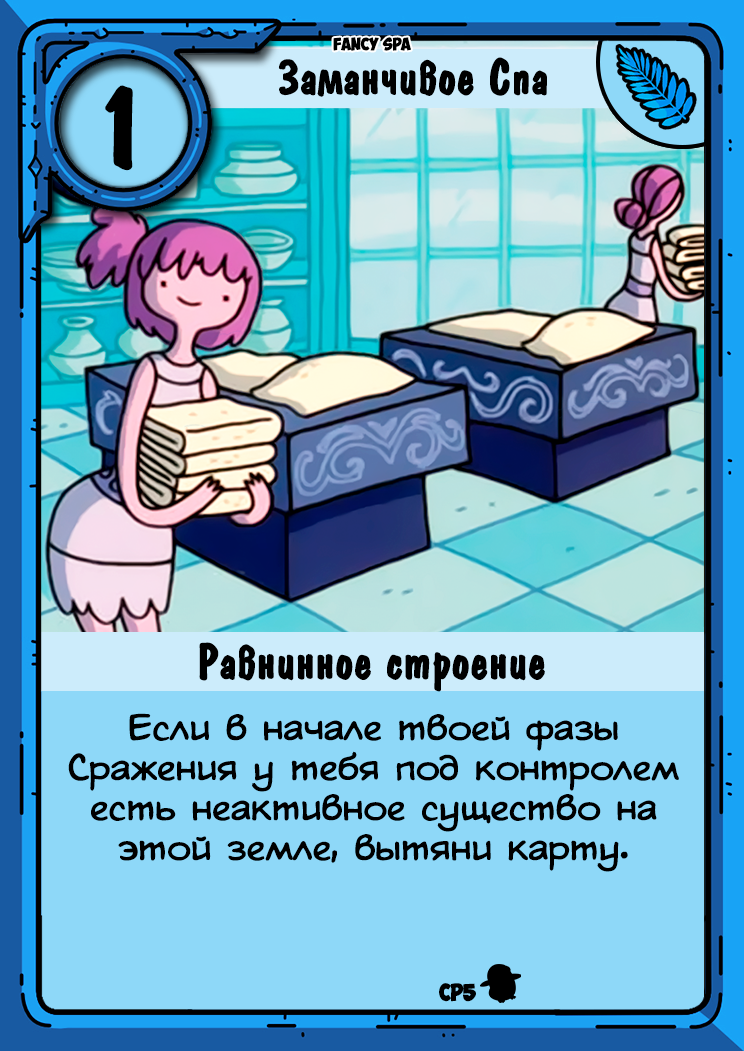 FANCY SPA
Заманчивое Спа
1
Равнинное строение
Если в начале твоей фазы
Сражения у тебя под контролем
есть неактивное существо на
этой земле, вытяни карту.
CP5